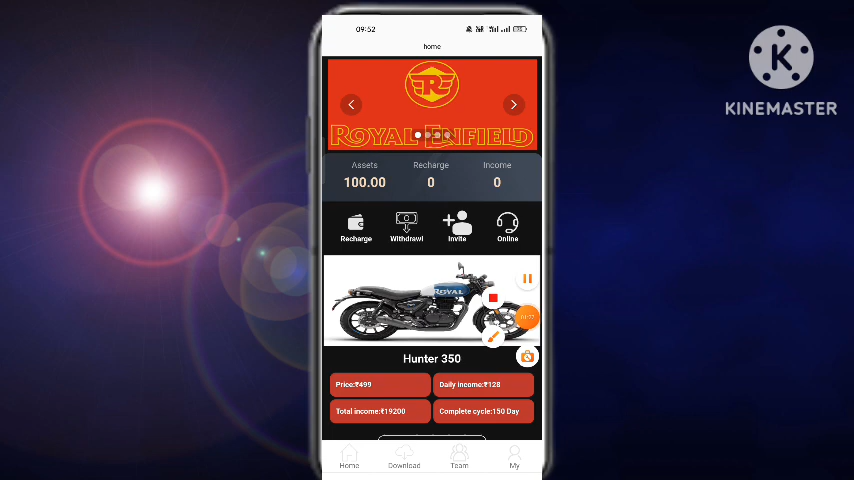 09:52
home
R
ROYAL ENFIELD
Assets Recharge Income
100.00 0 0
Recharge Withdrawl Invite Online
ROYAL
Hunter 350
Price:₹499 Daily income:₹128
Total income:₹19200 Complete cycle:150 Day
Home Download Team My
K
KINEMASTER